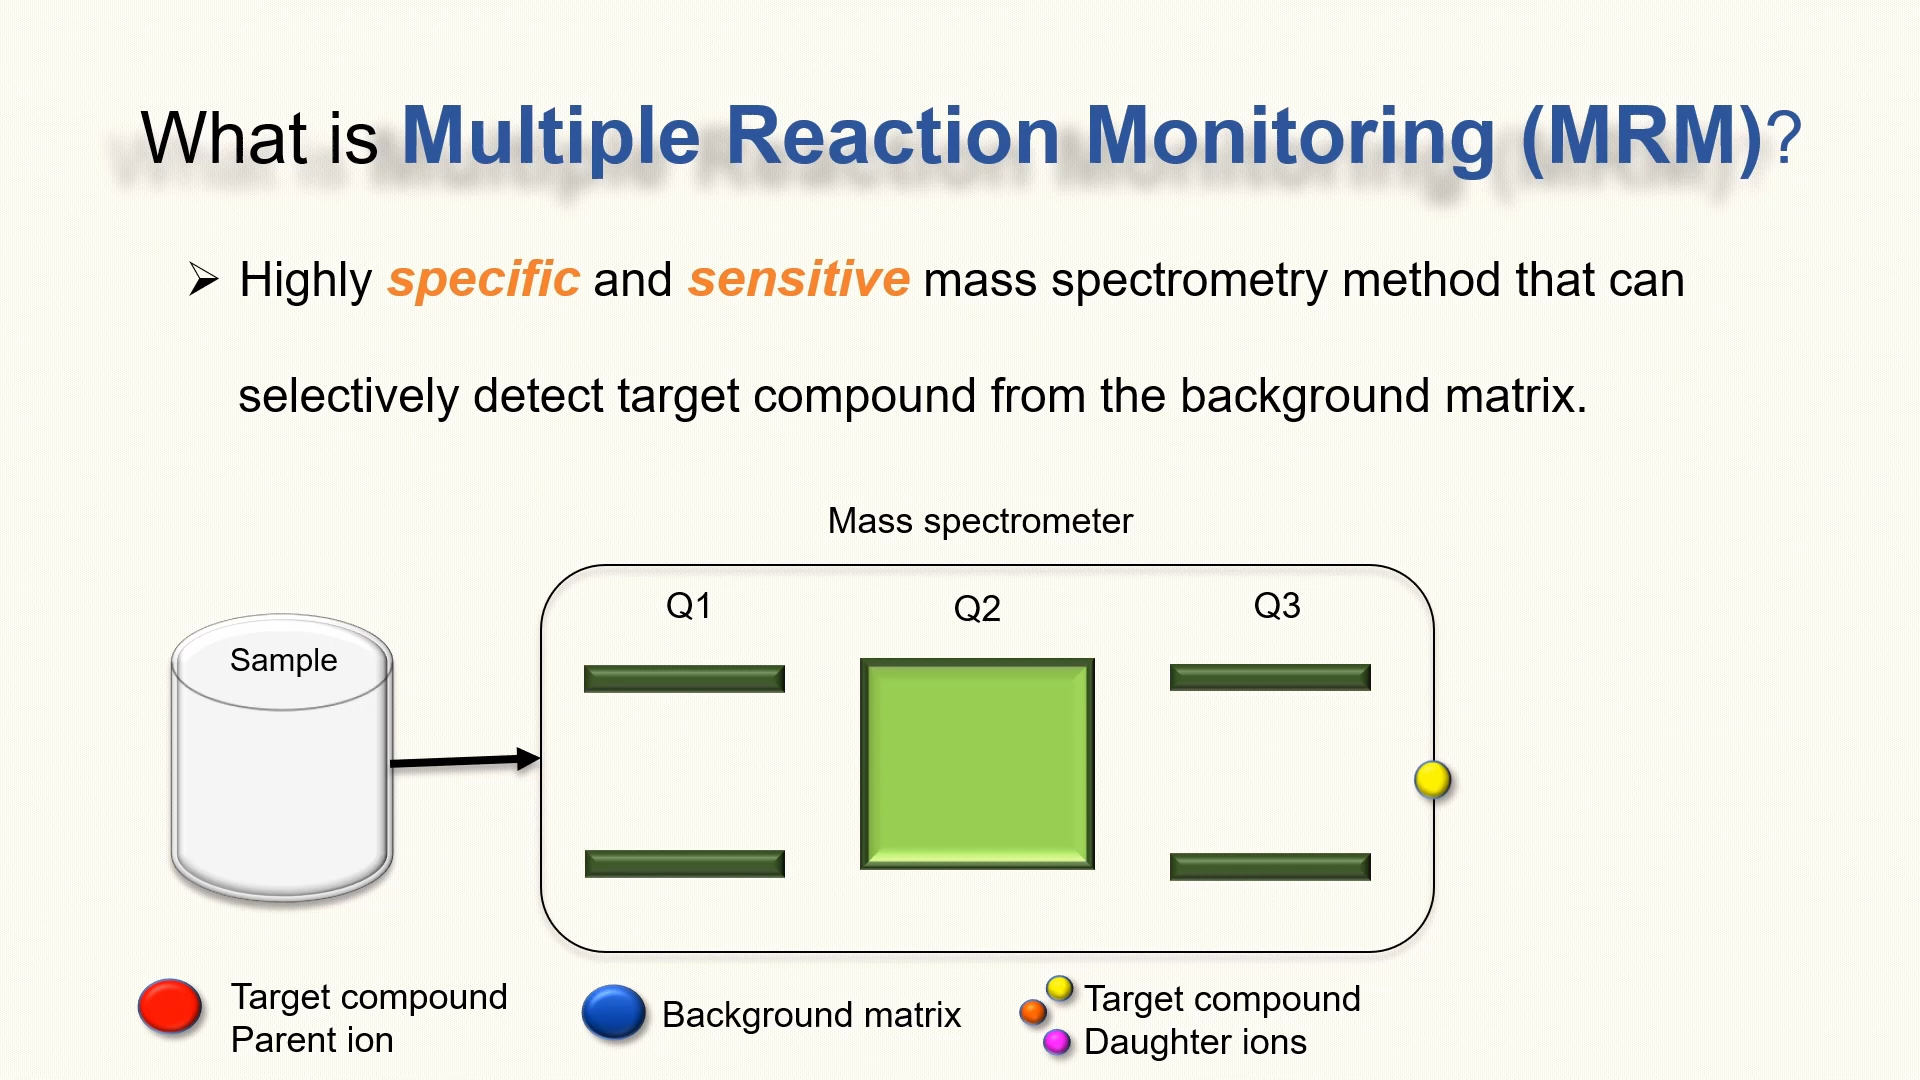 What is Multiple Reaction Monitoring (MRM)?
Highly specific and sensitive mass spectrometry method that can
selectively detect target compound from the background matrix.
Mass spectrometer
Q1 Q2 Q3
Sample
Target compound
Parent ion
Background matrix
Target compound
Daughter ions